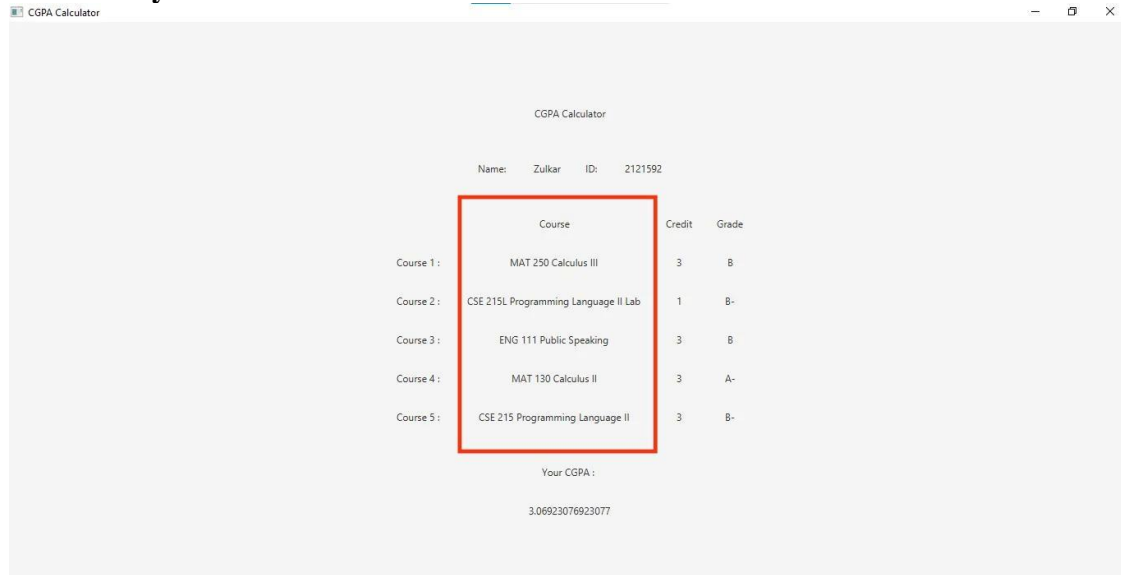 CGPA Calculator
CGPA Calculator
Name: Zulkar ID: 2121592
Course Credit Grade
Course 1 : MAT 250 Calculus III 3 B
Course 2 : CSE 215L Programming Language II Lab 1 B-
Course 3 : ENG 111 Public Speaking 3 B
Course 4 : MAT 130 Calculus II 3 A-
Course 5 : CSE 215 Programming Language II 3 B-
Your CGPA :
3.06923076923077